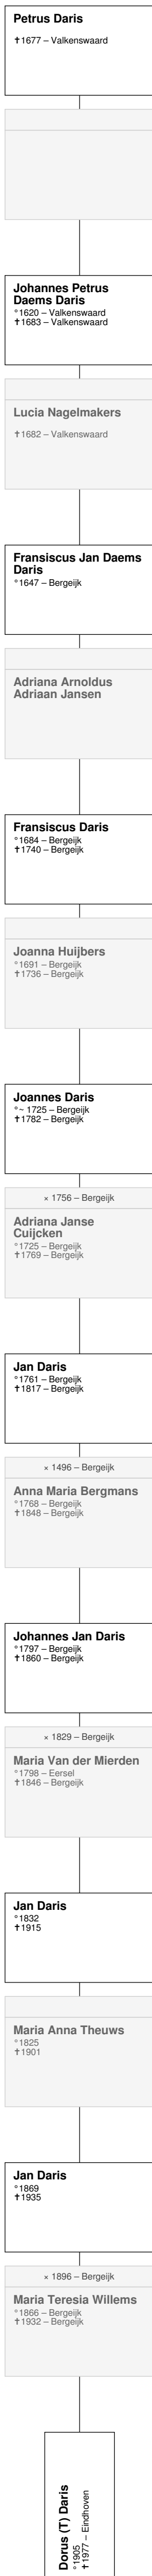 Petrus Daris
✝1677 – Valkenswaard
Johannes Petrus
Daems Daris
°1620 – Valkenswaard
✝1683 – Valkenswaard
Lucia Nagelmakers
✝1682 – Valkenswaard
Fransiscus Jan Daems
Daris
°1647 – Bergeijk
Adriana Arnoldus
Adriaan Jansen
Fransiscus Daris
°1684 – Bergeijk
✝1740 – Bergeijk
Joanna Huijbers
°1691 – Bergeijk
✝1736 – Bergeijk
Joannes Daris
°~ 1725 – Bergeijk
✝1782 – Bergeijk
× 1756 – Bergeijk
Adriana Janse
Cuijcken
°1725 – Bergeijk
✝1769 – Bergeijk
Jan Daris
°1761 – Bergeijk
✝1817 – Bergeijk
× 1496 – Bergeijk
Anna Maria Bergmans
°1768 – Bergeijk
✝1848 – Bergeijk
Johannes Jan Daris
°1797 – Bergeijk
✝1860 – Bergeijk
× 1829 – Bergeijk
Maria Van der Mierden
°1798 – Eersel
✝1846 – Bergeijk
Jan Daris
°1832
✝1915
Maria Anna Theuws
°1825
✝1901
Jan Daris
°1869
✝1935
× 1896 – Bergeijk
Maria Teresia Willems
°1866 – Bergeijk
✝1932 – Bergeijk
Dorus (T) Daris
°1905
✝1977 – Eindhoven